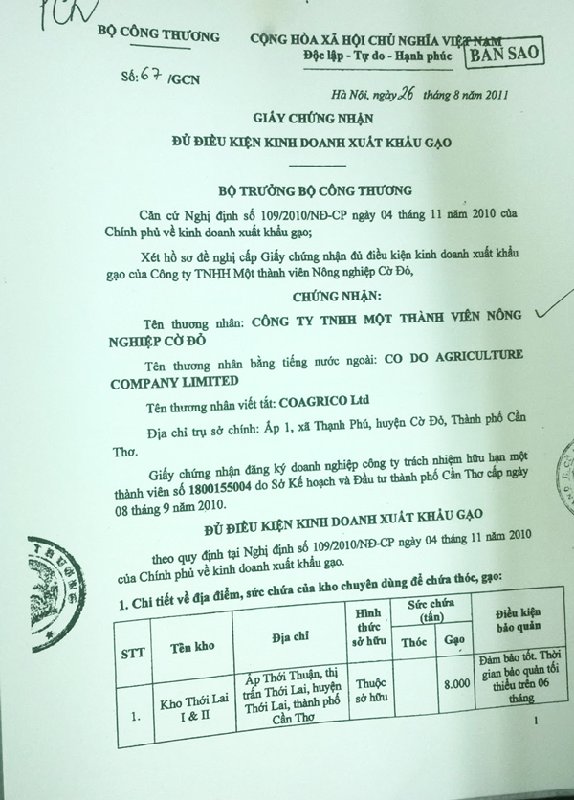 PCN
BỘ CÔNG THƯƠNG
CỘNG HÒA XÃ HỘI CHỦ NGHĨA VIỆT NAM
Độc lập - Tự do - Hạnh phúc
BẢN SAO
Số: 67 /GCN
Hà Nội, ngày 26 tháng 8 năm 2011
GIẤY CHỨNG NHẬN
ĐỦ ĐIỀU KIỆN KINH DOANH XUẤT KHẨU GẠO
BỘ TRƯỞNG BỘ CÔNG THƯƠNG
Căn cứ Nghị định số 109/2010/NĐ-CP ngày 04 tháng 11 năm 2010 của
Chính phủ về kinh doanh xuất khẩu gạo;
Xét hồ sơ đề nghị cấp Giấy chứng nhận đủ điều kiện kinh doanh xuất khẩu
gạo của Công ty TNHH Một thành viên Nông nghiệp Cờ Đỏ,
CHỨNG NHẬN:
Tên thương nhân: CÔNG TY TNHH MỘT THÀNH VIÊN NÔNG
NGHIỆP CỜ ĐỎ
Tên thương nhân bằng tiếng nước ngoài: CO DO AGRICULTURE
COMPANY LIMITED
Tên thương nhân viết tắt: COAGRICO Ltd
Địa chỉ trụ sở chính: Ấp 1, xã Thạnh Phú, huyện Cờ Đỏ, Thành phố Cần
Thơ.
Giấy chứng nhận đăng ký doanh nghiệp công ty trách nhiệm hữu hạn một
thành viên số 1800155004 do Sở Kế hoạch và Đầu tư thành phố Cần Thơ cấp ngày
08 tháng 9 năm 2010.
ĐỦ ĐIỀU KIỆN KINH DOANH XUẤT KHẨU GẠO
theo quy định tại Nghị định số 109/2010/NĐ-CP ngày 04 tháng 11 năm 2010
của Chính phủ về kinh doanh xuất khẩu gạo.
1. Chi tiết về địa điểm, sức chứa của kho chuyên dùng để chứa thóc, gạo:
STT
Tên kho
Địa chỉ
Hình
thức
sở hữu
Sức chứa
(tấn)
Thóc
Gạo
Điều kiện
bảo quản
1.
Kho Thới Lai
I & II
Ấp Thới Thuận, thị
trấn Thới Lai, huyện
Thới Lai, thành phố
Cần Thơ
Thuộc
sở hữu
8.000
Đảm bảo tốt. Thời
gian bảo quản tối
thiểu trên 06
tháng
1